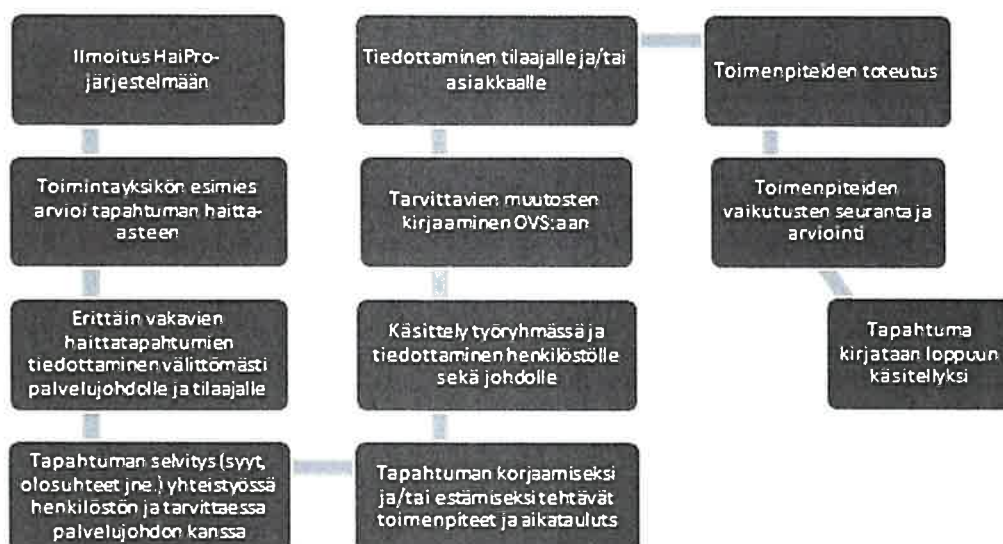 Ilmoitus HaiPro-
järjestelmään
Toimintayksikön esimies
arvioi tapahtuman haitta-
asteen
Erittäin vakavien
haittatapahtumien
tiedottaminen välittömästi
palvelujohdolle ja tilaajalle
Tapahtuman selvitys (syyt,
olosuhteet jne.) yhteistyössä
henkilöstön ja tarvittaessa
palvelujohdon kanssa
Tapahtuman korjaamiseksi
ja/tai estämiseksi tehtävät
toimenpiteet ja aikatauluts
Käsittely työryhmässä ja
tiedottaminen henkilöstölle
sekä johdolle
Tarvittavien muutosten
kirjaaminen OVS:aan
Tiedottaminen tilaajalle ja/tai
asiakkaalle
Toimenpiteiden toteutus
Toimenpiteiden
vaikutusten seuranta ja
arviointi
Tapahtuma
kirjataan loppuun
käsitellyksi